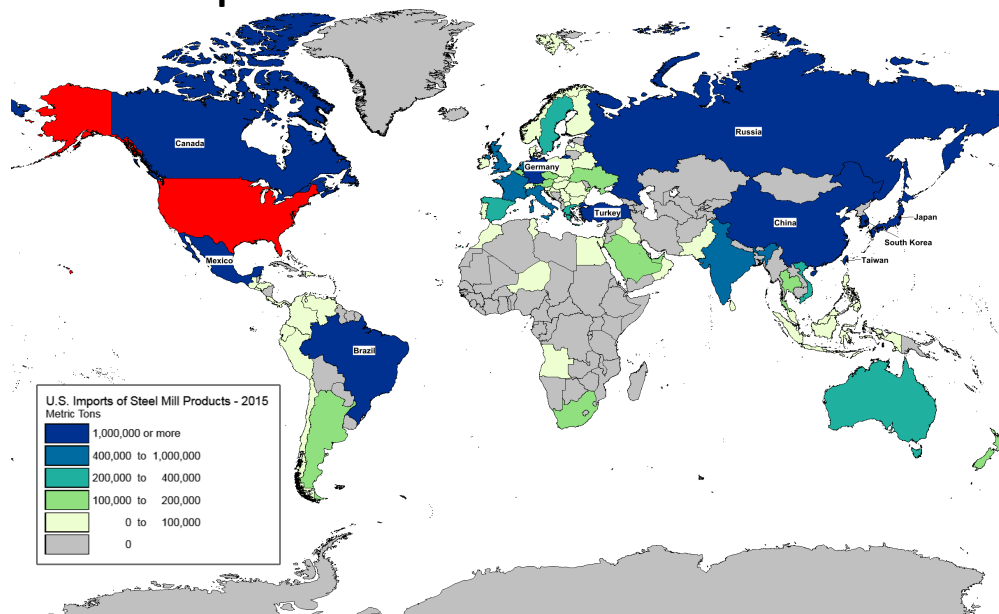 Canada
Russia
Germany
Turkey
China
Japan
South Korea
Taiwan
Mexico
Brazil
U.S. Imports of Steel Mill Products - 2015
Metric Tons
1,000,000 or more
400,000 to 1,000,000
200,000 to 400,000
100,000 to 200,000
0 to 100,000
0